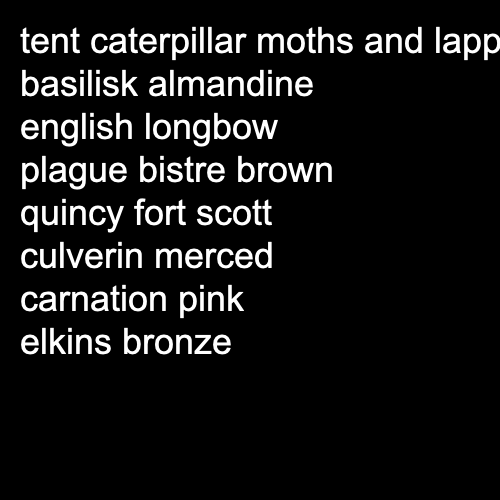 tent caterpillar moths and lapp
basilisk almandine
english longbow
plague bistre brown
quincy fort scott
culverin merced
carnation pink
elkins bronze